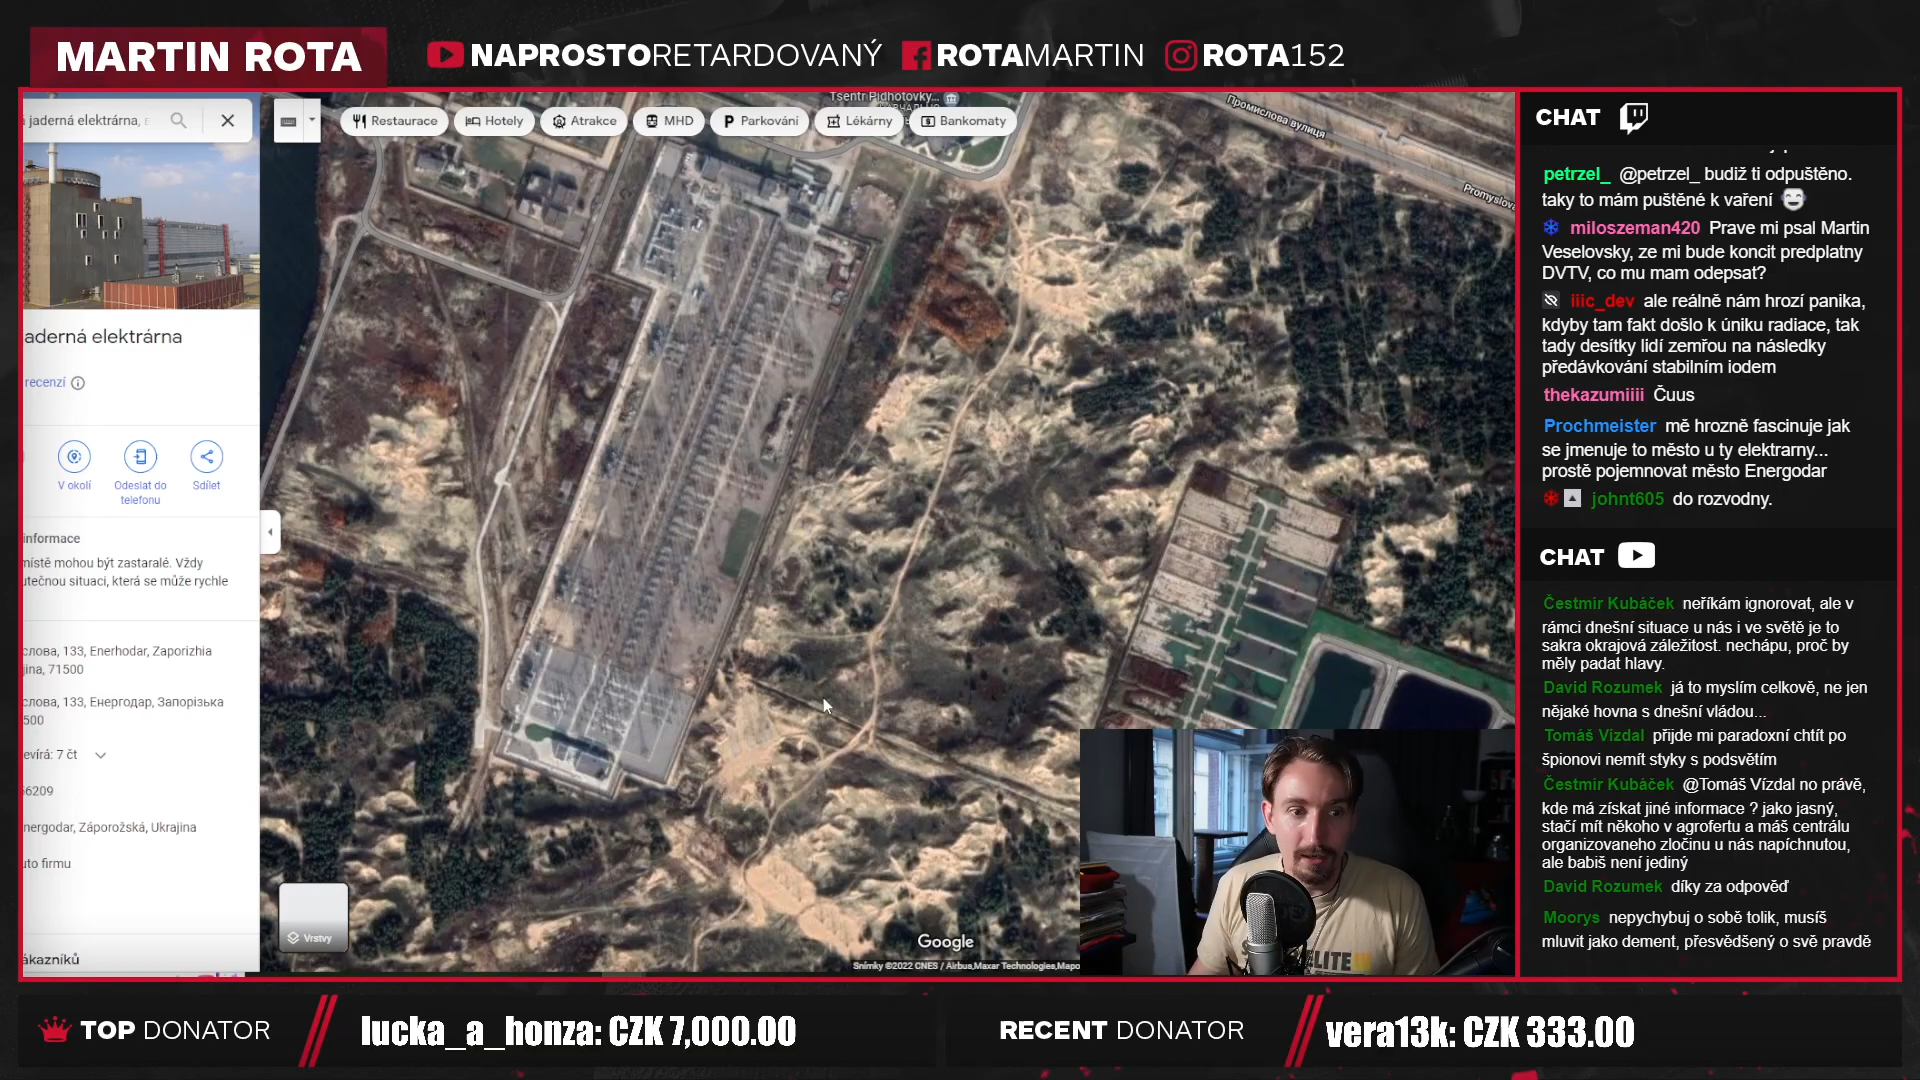 MARTIN ROTA
NAPROSTORETARDOVANÝ
ROTAMARTIN
ROTA152
jaderná elektrárna,
aderná elektrárna
recenzí
V okolí
Odeslat do
telefonu
Sdílet
informace
místě mohou být zastaralé. Vždy
utečnou situaci, která se může rychle
слова, 133, Enerhodar, Zaporizhia
jina, 71500
слова, 133, Енергодар, Запорізька
500
evírá: 7 čt
56209
nergodar, Záporožská, Ukrajina
uto firmu
ákazníků
Restaurace
Hotely
Atrakce
MHD
Parkování
Lékárny
Bankomaty
Tsentr Pidhotovky...
Промислова вулиця
Promyslova
Vrstvy
Google
Snímky ©2022 CNES / Airbus,Maxar Technologies,Mapo
CHAT
petrzel_ @petrzel_ budiž ti odpuštěno.
taky to mám puštěné k vaření
miloszeman420 Prave mi psal Martin
Veselovsky, ze mi bude koncit predplatny
DVTV, co mu mam odepsat?
iiic_dev ale reálně nám hrozí panika,
kdyby tam fakt došlo k úniku radiace, tak
tady desítky lidí zemřou na následky
předávkování stabilním iodem
thekazumiiii Čuus
Prochmeister mě hrozně fascinuje jak
se jmenuje to město u ty elektrarny...
prostě pojemnovat město Energodar
johnt605 do rozvodny.
CHAT
Čestmír Kubáček neříkám ignorovat, ale v
rámci dnešní situace u nás i ve světě je to
sakra okrajová záležitost. nechápu, proč by
měly padat hlavy.
David Rozumek já to myslím celkově, ne jen
nějaké hovna s dnešní vládou...
Tomáš Vízdal přijde mi paradoxní chtít po
špionovi nemít styky s podsvětím
Čestmír Kubáček @Tomáš Vízdal no právě,
kde má získat jiné informace ? jako jasný,
stačí mít někoho v agrofertu a máš centrálu
organizovaneho zločinu u nás napíchnutou,
ale babiš není jediný
David Rozumek díky za odpověď
Moorys nepychybuj o sobě tolik, musíš
mluvit jako dement, přesvědšený o svě pravdě
TOP DONATOR
lucka_a_honza: CZK 7,000.00
RECENT DONATOR
vera13k: CZK 333.00